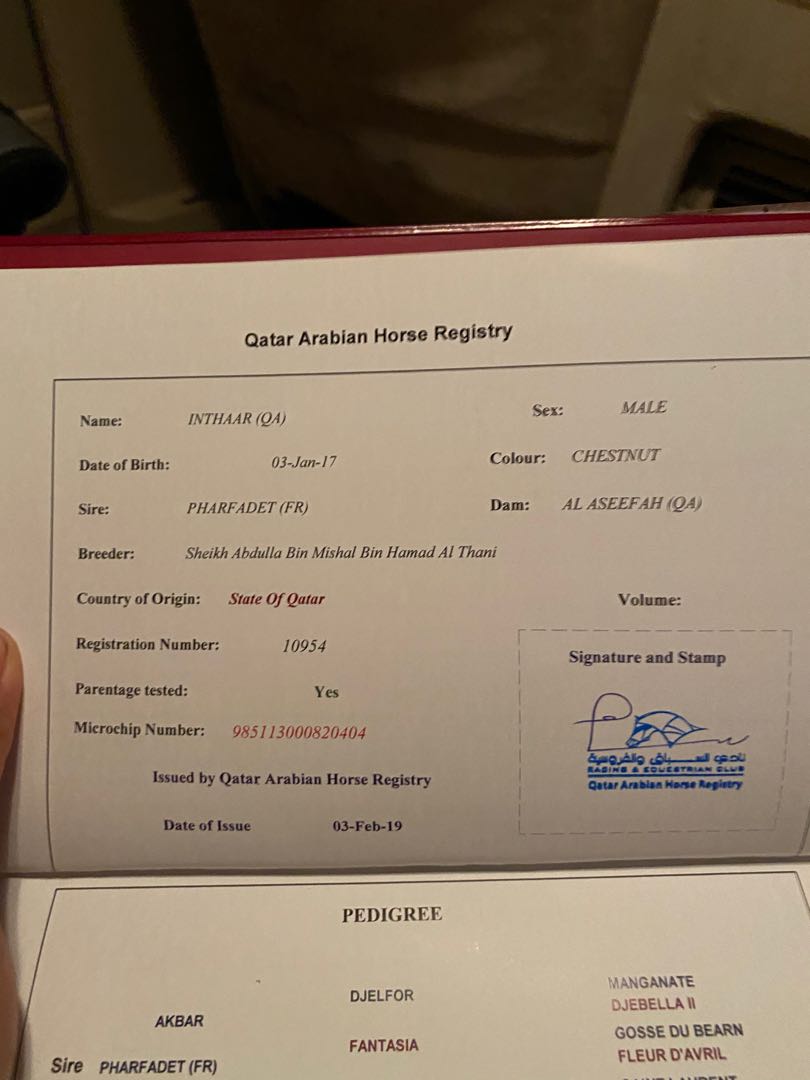 Qatar Arabian Horse Registry
Name: INTHAAR (QA) Sex: MALE
Date of Birth: 03-Jan-17 Colour: CHESTNUT
Sire: PHARFADET (FR) Dam: AL ASEEFAH (QA)
Breeder: Sheikh Abdulla Bin Mishal Bin Hamad Al Thani
Country of Origin: State Of Qatar Volume:
Registration Number: 10954
Signature and Stamp
Parentage tested: Yes
Microchip Number: 985113000820404
نادي السباق والفروسية
RACING & EQUESTRIAN CLUB
Qatar Arabian Horse Registry
Issued by Qatar Arabian Horse Registry
Date of Issue 03-Feb-19
PEDIGREE
MANGANATE
DJELFOR
DJEBELLA II
AKBAR
GOSSE DU BEARN
FANTASIA
FLEUR D'AVRIL
Sire PHARFADET (FR)